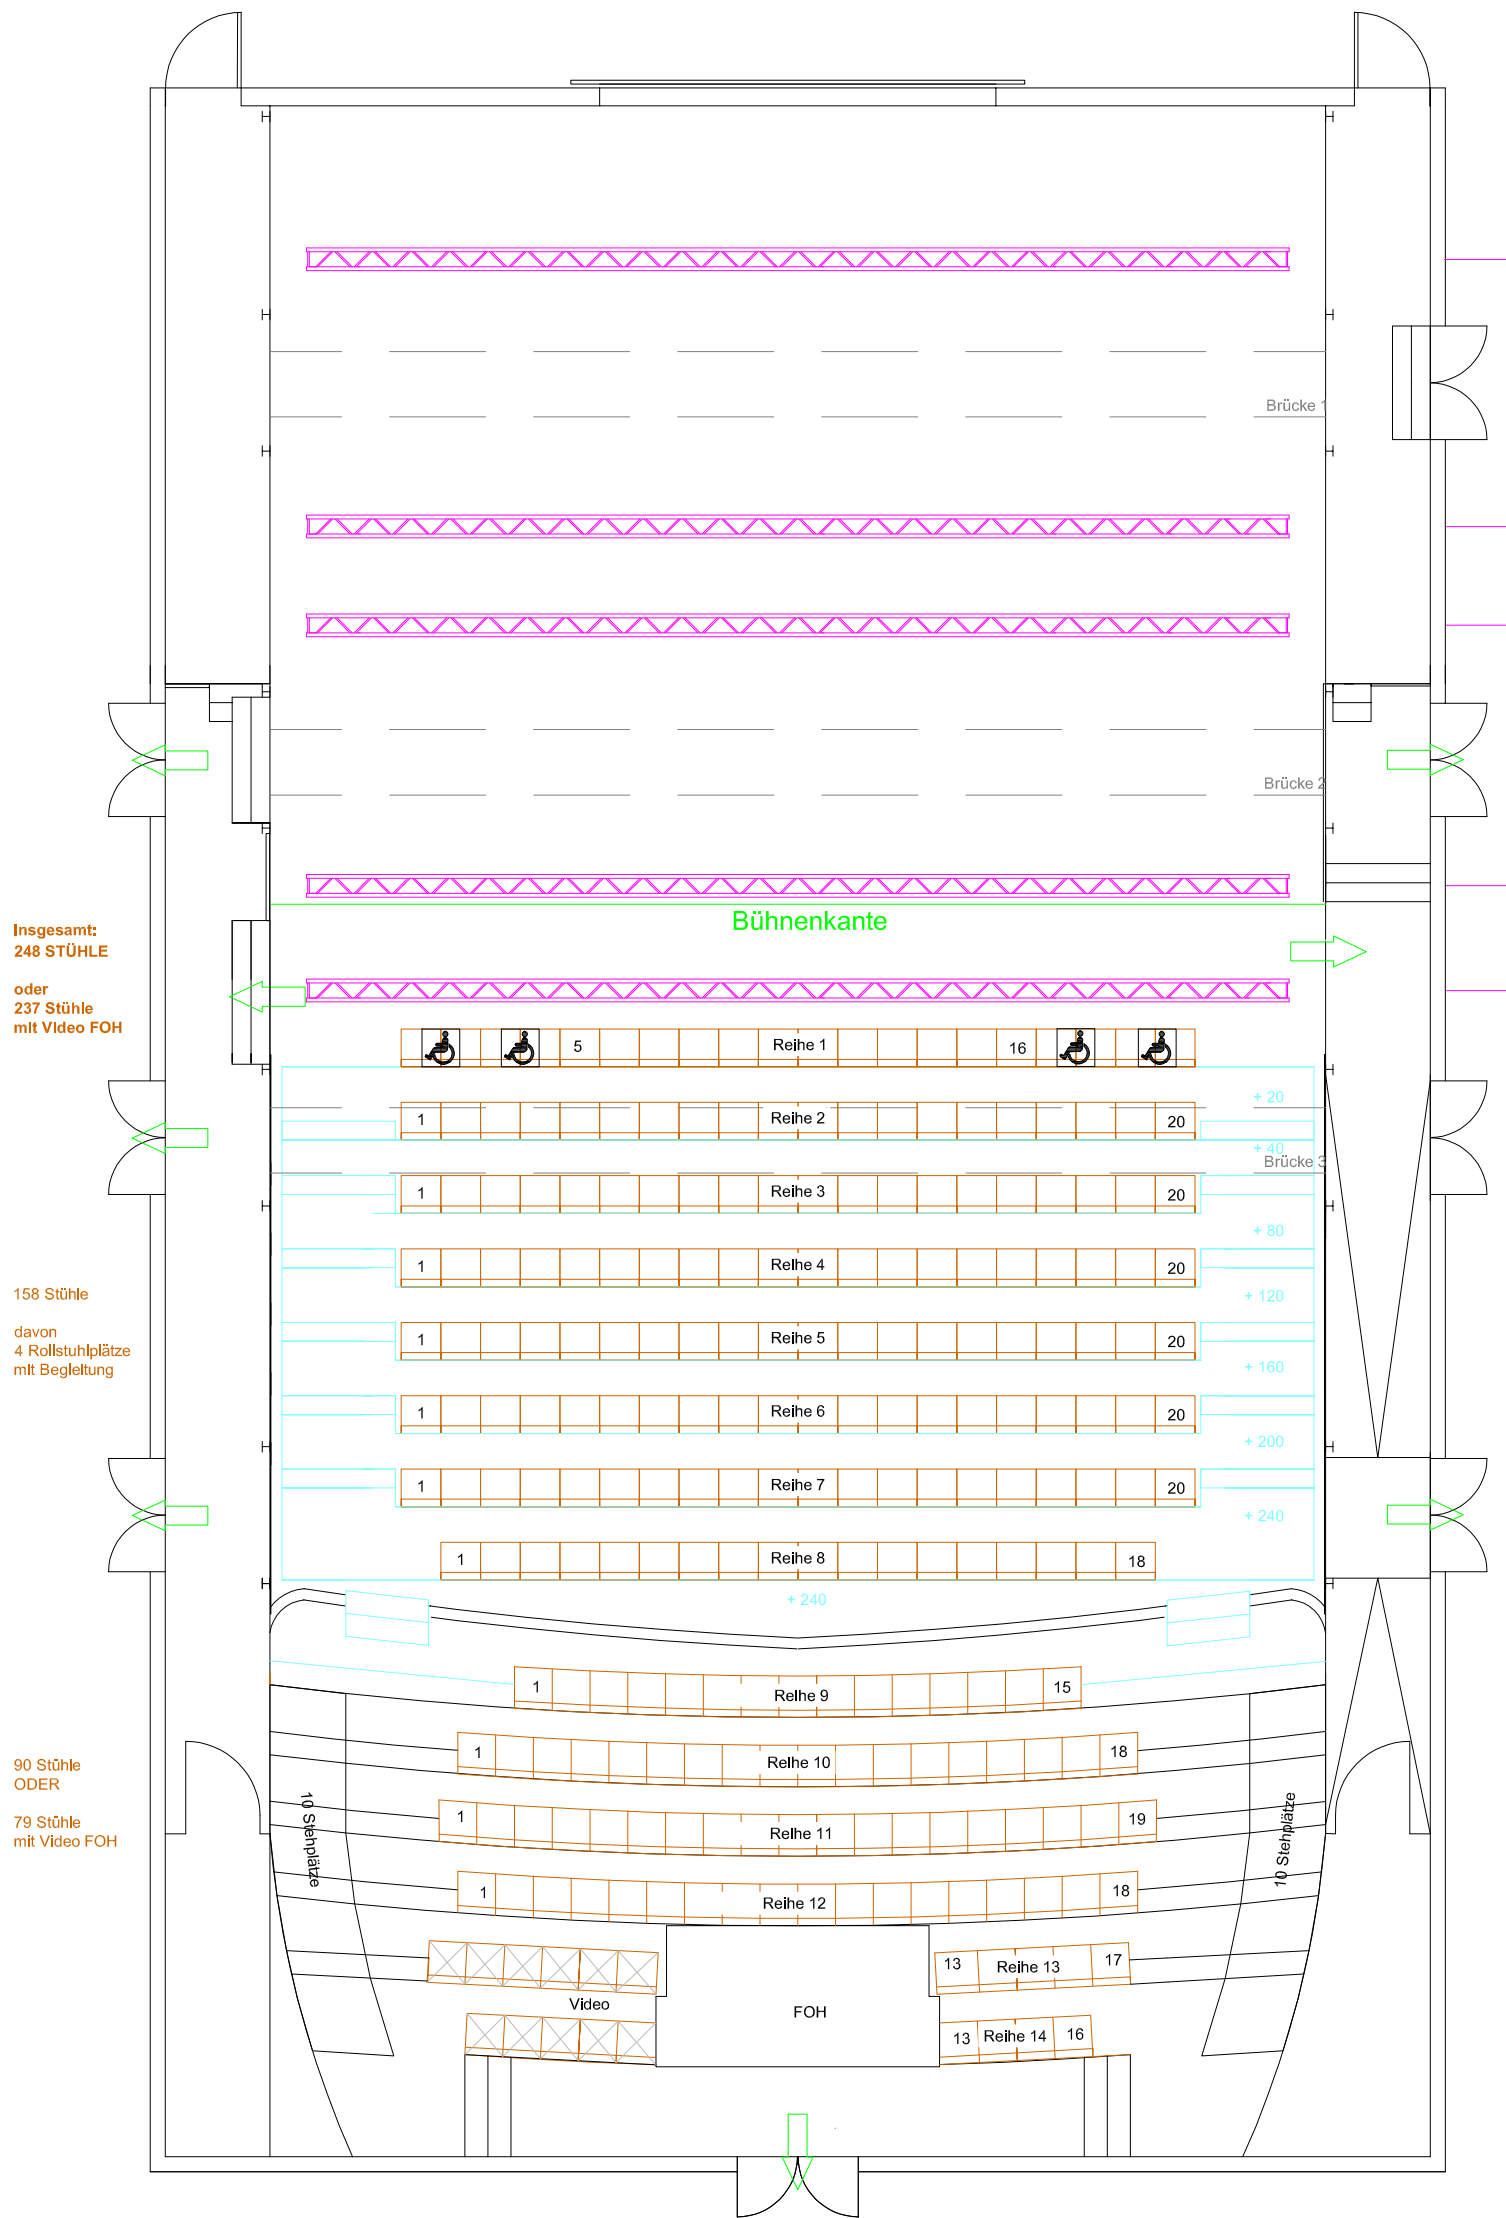 Brücke 1
Brücke 2
Bühnenkante
Insgesamt:
248 STÜHLE
oder
237 Stühle
mit Video FOH
5 Reihe 1 16
+ 20
1 Reihe 2 20
+ 40
Brücke 3
1 Reihe 3 20
+ 80
1 Reihe 4 20
+ 120
158 Stühle
davon
4 Rollstuhlplätze
mit Begleitung
1 Reihe 5 20
+ 160
1 Reihe 6 20
+ 200
1 Reihe 7 20
+ 240
1 Reihe 8 18
+ 240
1 Reihe 9 15
1 Reihe 10 18
90 Stühle
ODER
79 Stühle
mit Video FOH
10 Stehplätze
10 Stehplätze
1 Reihe 11 19
1 Reihe 12 18
13 Reihe 13 17
Video
FOH
13 Reihe 14 16